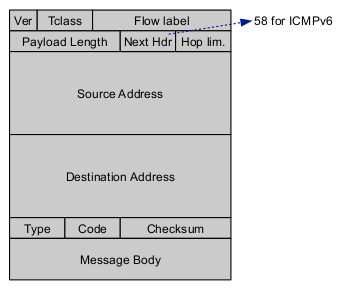 Ver Tclass Flow label
Payload Length Next Hdr Hop lim. 58 for ICMPv6
Source Address
Destination Address
Type Code Checksum
Message Body